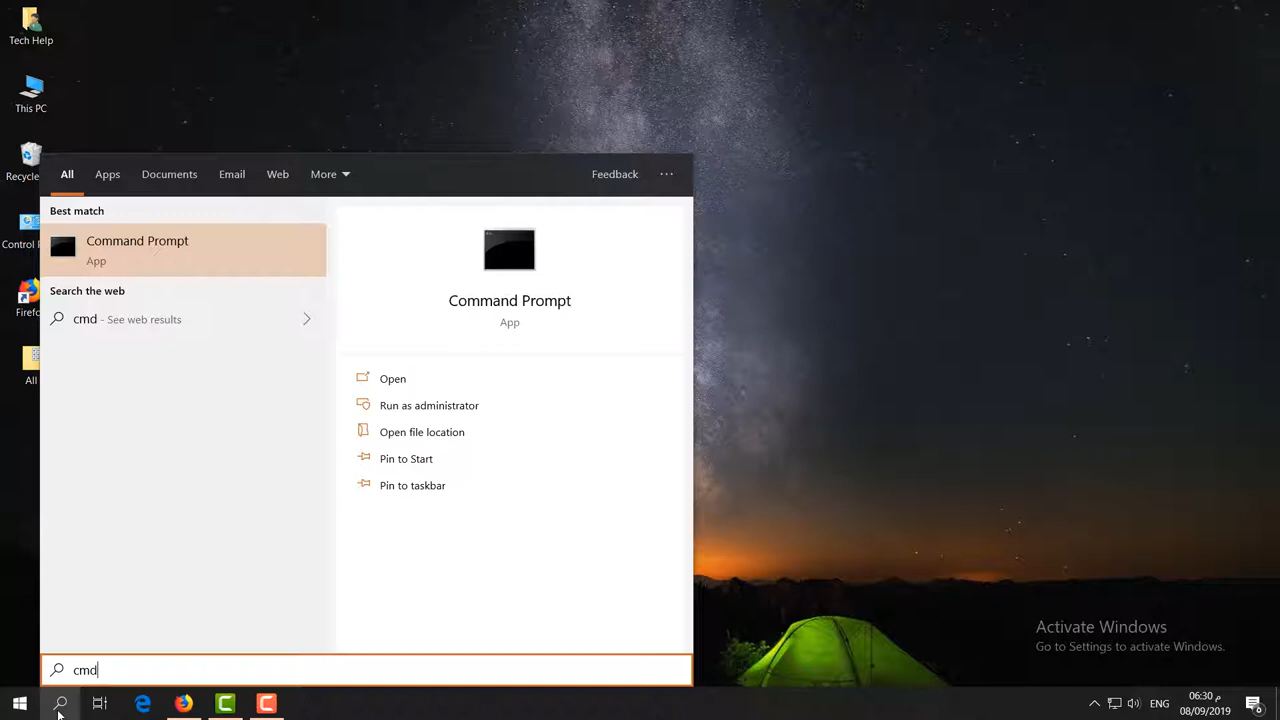 Tech Help
This PC
Recycle
Control
Firefo
All
All Apps Documents Email Web More Feedback ···
Best match
Command Prompt
App
Search the web
cmd - See web results
Command Prompt
App
Open
Run as administrator
Open file location
Pin to Start
Pin to taskbar
cmd
Activate Windows
Go to Settings to activate Windows.
ENG
06:30 م
08/09/2019
6